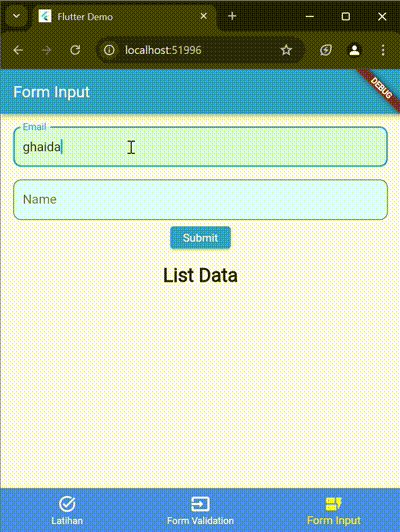 Flutter Demo
localhost:51996
Form Input
DEBUG
Email
ghaida
Name
Submit
List Data
Latihan
Form Validation
Form Input